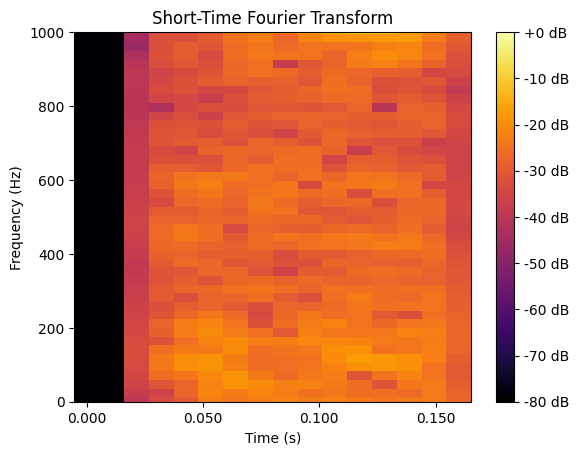 Short-Time Fourier Transform
1000
800
600
400
200
0
Frequency (Hz)
0.000
0.050
0.100
0.150
Time (s)
+0 dB
-10 dB
-20 dB
-30 dB
-40 dB
-50 dB
-60 dB
-70 dB
-80 dB